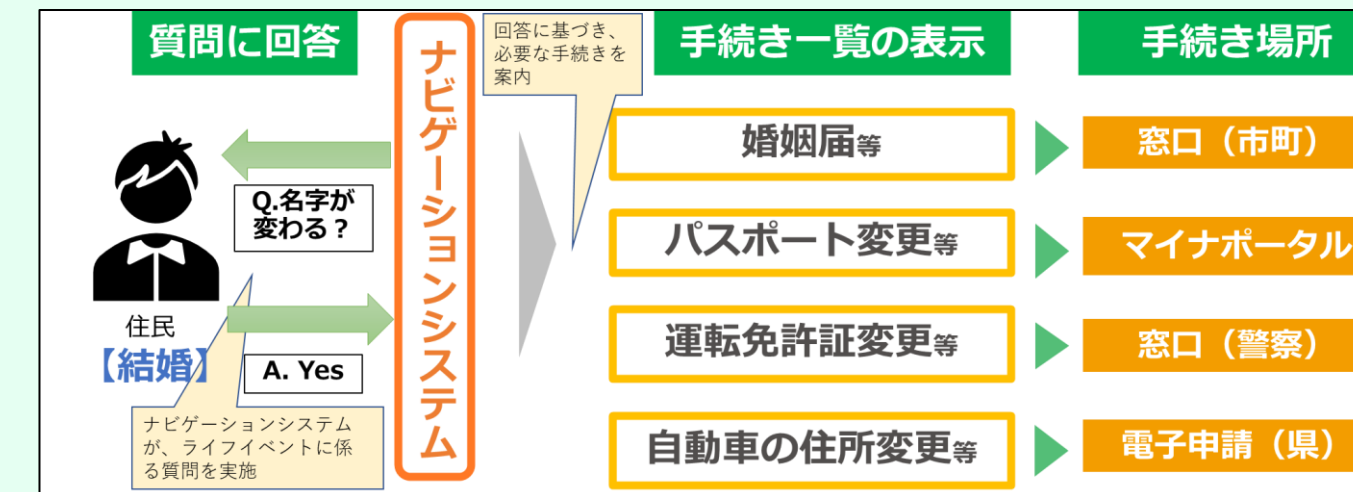 質問に回答
ナビゲーションシステム
回答に基づき、
必要な手続きを
案内
手続き一覧の表示
手続き場所
Q.名字が
変わる？
住民
【結婚】
A. Yes
ナビゲーションシステム
が、ライフイベントに係
る質問を実施
婚姻届等
窓口（市町）
パスポート変更等
マイナポータル
運転免許証変更等
窓口（警察）
自動車の住所変更等
電子申請（県）